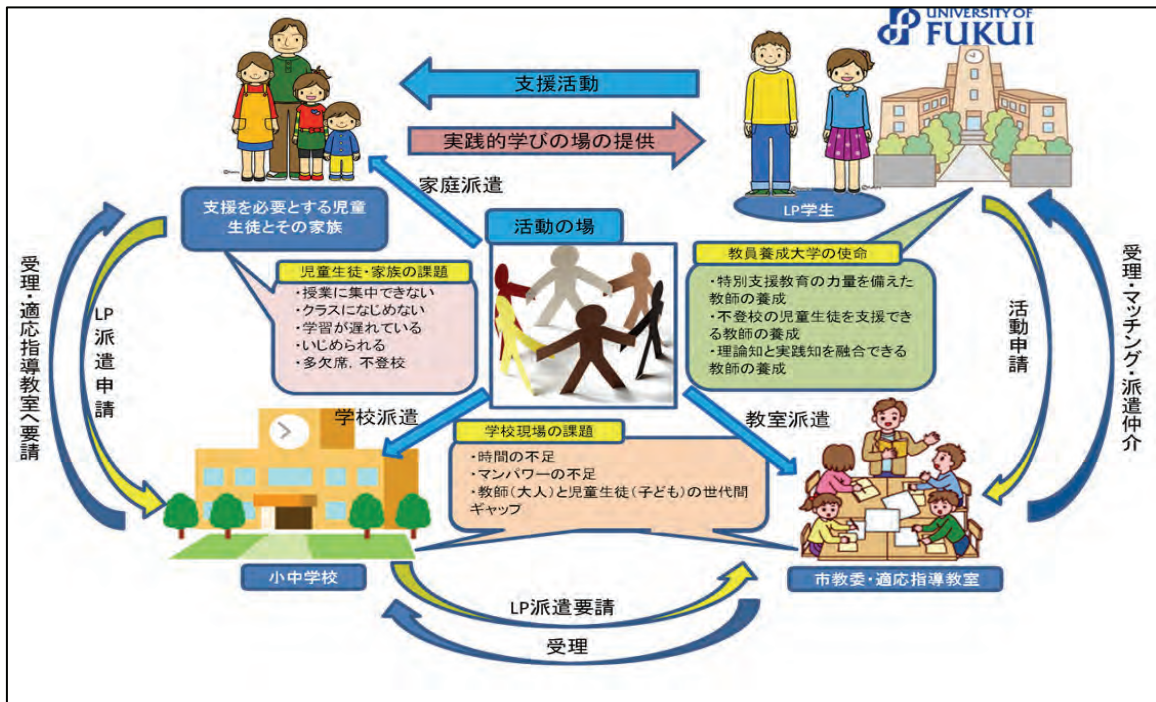 UNIVERSITY OF
FUKUI
支援活動
実践的学びの場の提供
家庭派遣
支援を必要とする児童
生徒とその家族
LP学生
活動の場
児童生徒・家族の課題
・授業に集中できない
・クラスになじめない
・学習が遅れている
・いじめられる
・多欠席，不登校
教員養成大学の使命
・特別支援教育の力量を備えた
教師の養成
・不登校の児童生徒を支援でき
る教師の養成
・理論知と実践知を融合できる
教師の養成
受理・適応指導教室へ要請
LP派遣申請
活動申請
受理・マッチング・派遣仲介
学校派遣
教室派遣
学校現場の課題
・時間の不足
・マンパワーの不足
・教師（大人）と児童生徒（子ども）の世代間
ギャップ
小中学校
市教委・適応指導教室
LP派遣要請
受理